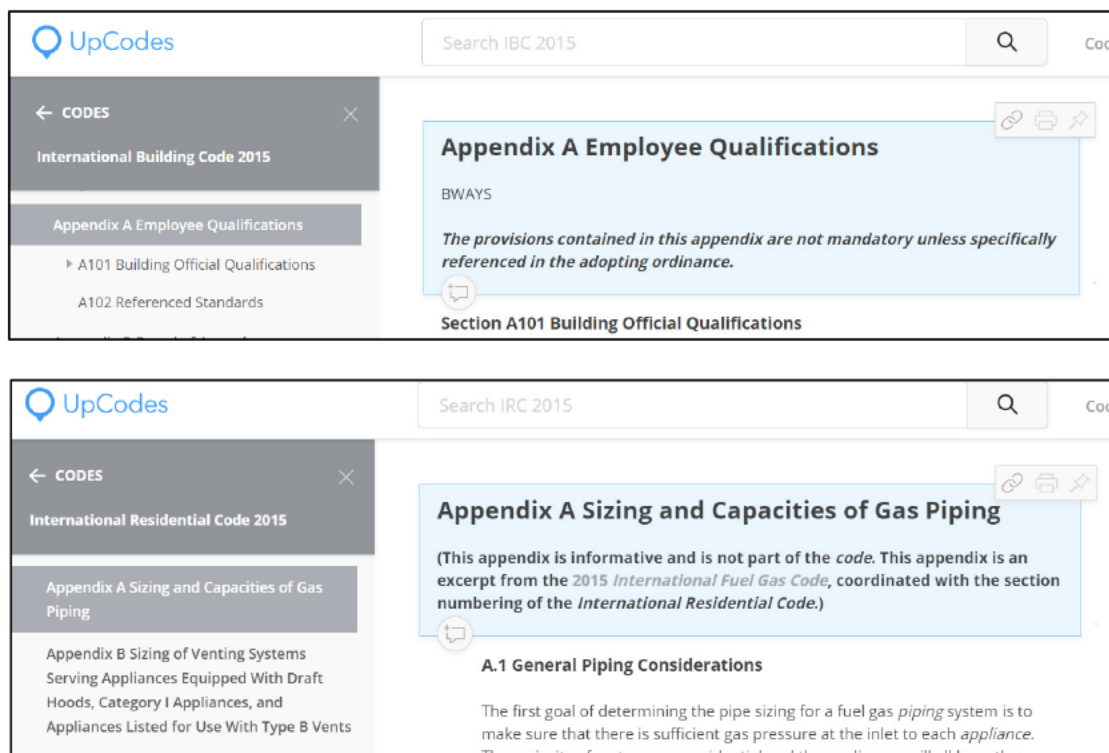 UpCodes
Search IBC 2015
← CODES
International Building Code 2015
Appendix A Employee Qualifications
A101 Building Official Qualifications
A102 Referenced Standards
Appendix A Employee Qualifications
BWAYS
The provisions contained in this appendix are not mandatory unless specifically
referenced in the adopting ordinance.
Section A101 Building Official Qualifications
UpCodes
Search IRC 2015
← CODES
International Residential Code 2015
Appendix A Sizing and Capacities of Gas
Piping
Appendix B Sizing of Venting Systems
Serving Appliances Equipped With Draft
Hoods, Category I Appliances, and
Appliances Listed for Use With Type B Vents
Appendix A Sizing and Capacities of Gas Piping
(This appendix is informative and is not part of the code. This appendix is an
excerpt from the 2015 International Fuel Gas Code, coordinated with the section
numbering of the International Residential Code.)
A.1 General Piping Considerations
The first goal of determining the pipe sizing for a fuel gas piping system is to
make sure that there is sufficient gas pressure at the inlet to each appliance.